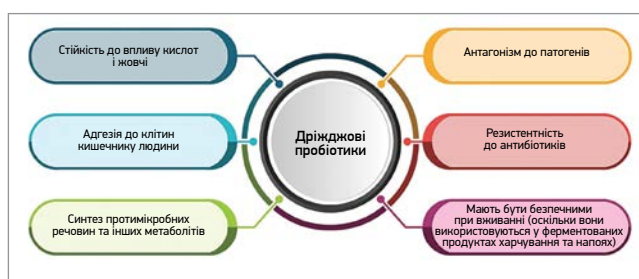 Стійкість до впливу кислот
і жовчі
Адгезія до клітин
кишечнику людини
Синтез протимікробних
речовин та інших метаболітів
Дріжджові
пробіотики
Антагонізм до патогенів
Резистентність
до антибіотиків
Мають бути безпечними
при вживанні (оскільки вони
використовуються у ферментованих
продуктах харчування та напоях)